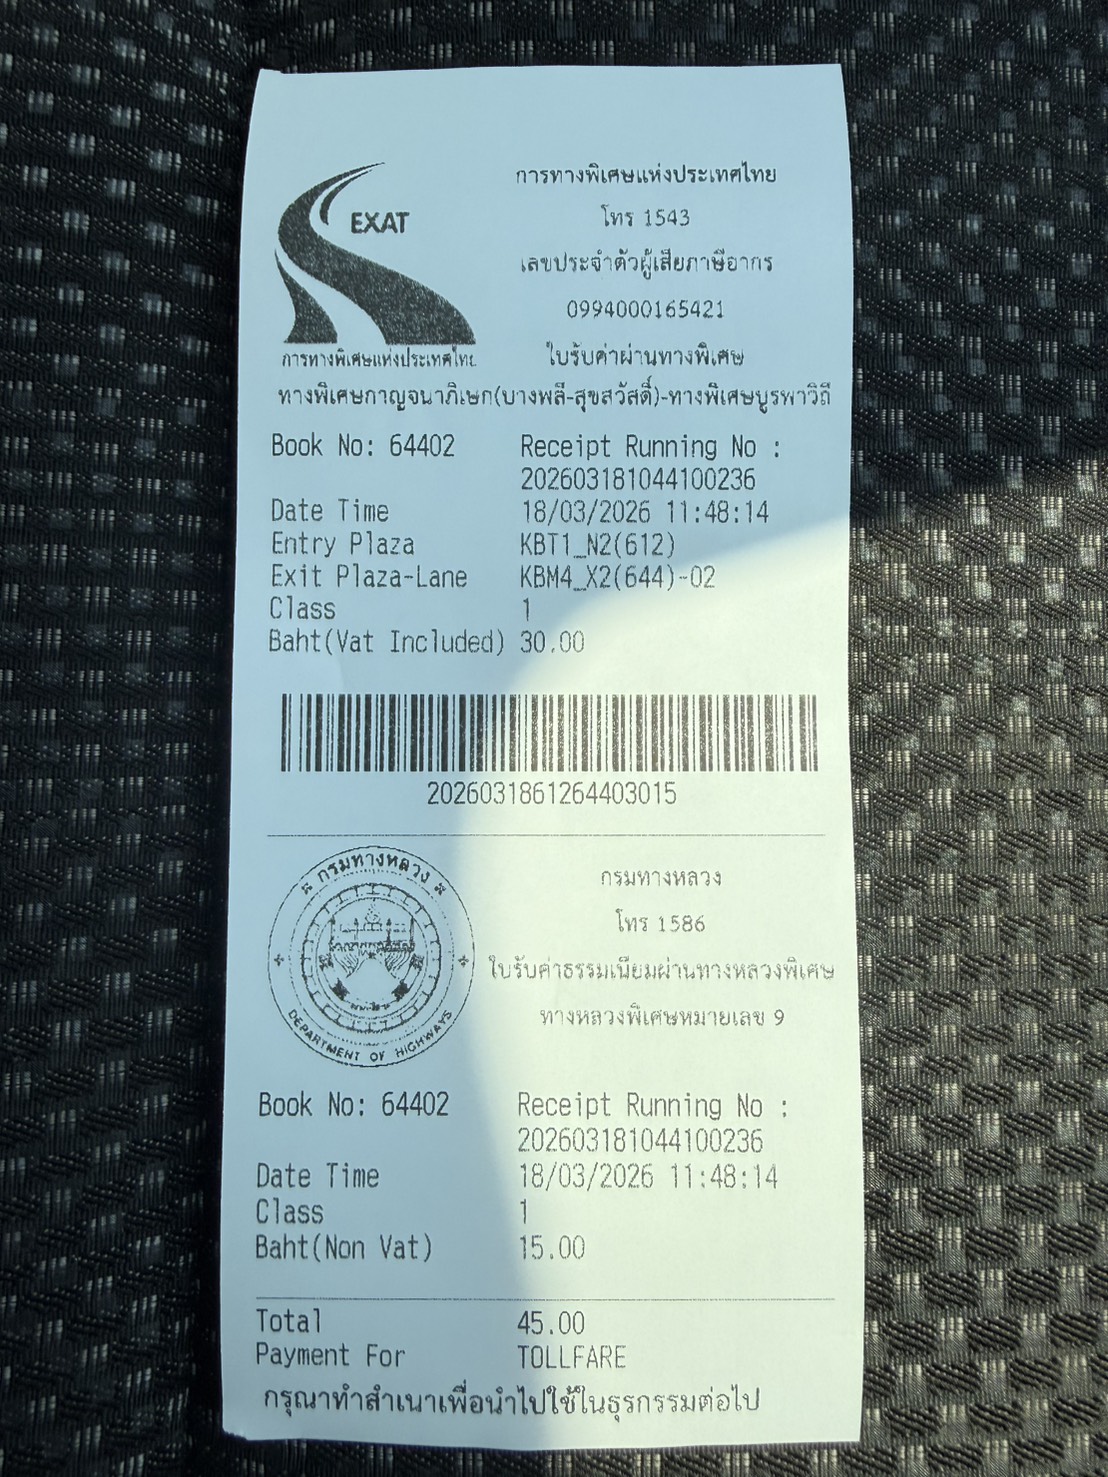 EXAT
การทางพิเศษแห่งประเทศไทย
การทางพิเศษแห่งประเทศไทย
โทร 1543
เลขประจำตัวผู้เสียภาษีอากร
0994000165421
ใบรับค่าผ่านทางพิเศษ
ทางพิเศษกาญจนาภิเษก(บางพลี-สุขสวัสดิ์)-ทางพิเศษบูรพาวิถี
Book No: 64402 Receipt Running No :
202603181044100236
Date Time 18/03/2026 11:48:14
Entry Plaza KBT1_N2(612)
Exit Plaza-Lane KBM4_X2(644)-02
Class 1
Baht(Vat Included) 30.00
2026031861264403015
กรมทางหลวง
DEPARTMENT OF HIGHWAYS
กรมทางหลวง
โทร 1586
ใบรับค่าธรรมเนียมผ่านทางหลวงพิเศษ
ทางหลวงพิเศษหมายเลข 9
Book No: 64402 Receipt Running No :
202603181044100236
Date Time 18/03/2026 11:48:14
Class 1
Baht(Non Vat) 15.00
Total 45.00
Payment For TOLLFARE
กรุณาทำสำเนาเพื่อนำไปใช้ในธุรกรรมต่อไป